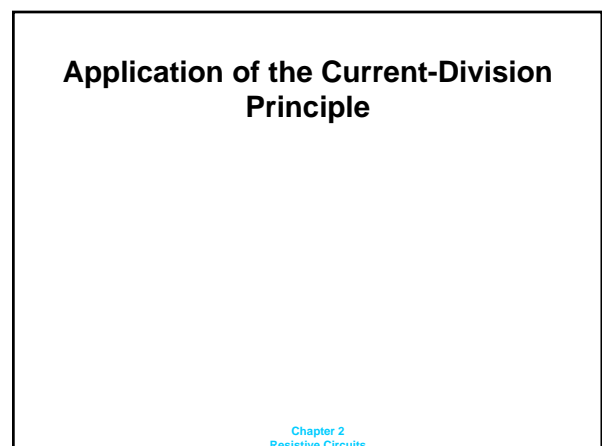 Application of the Current-Division
Principle
Chapter 2
Resistive Circuits